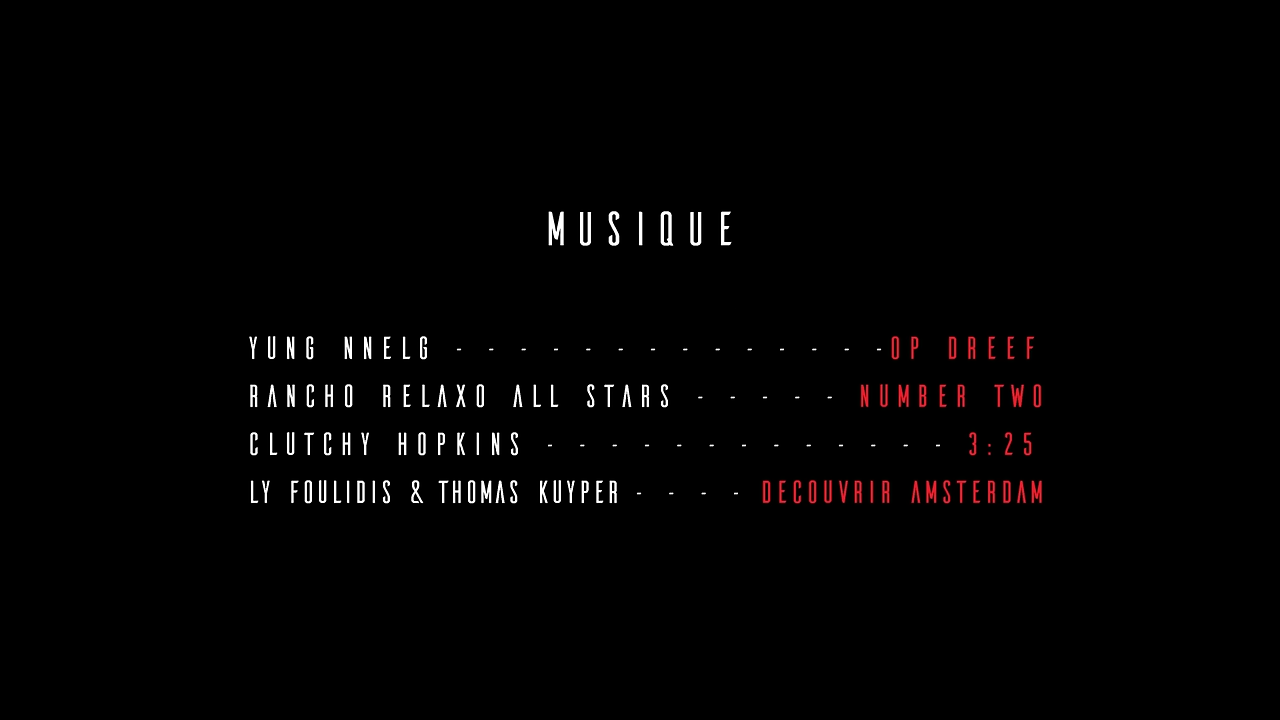 MUSIQUE
YUNG NNELG - - - - - - - - - - - - - -OP DREEF
RANCHO RELAXO ALL STARS - - - - - NUMBER TWO
CLUTCHY HOPKINS - - - - - - - - - - - - - 3:25
LY FOULIDIS & THOMAS KUYPER - - - - DECOUVRIR AMSTERDAM